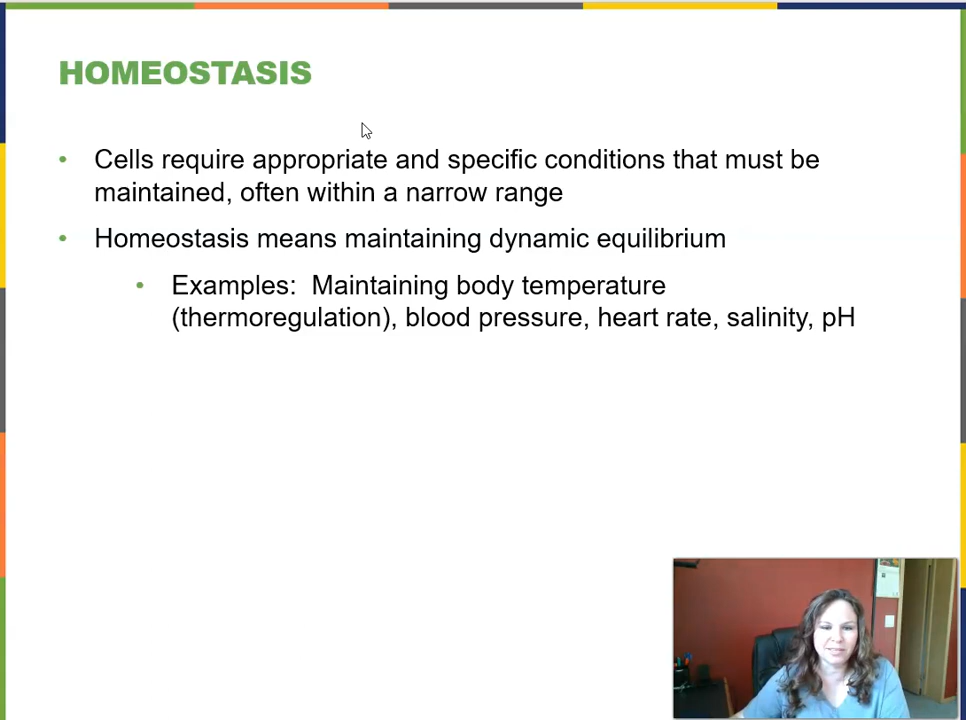 HOMEOSTASIS
• Cells require appropriate and specific conditions that must be
maintained, often within a narrow range
• Homeostasis means maintaining dynamic equilibrium
• Examples:  Maintaining body temperature
(thermoregulation), blood pressure, heart rate, salinity, pH